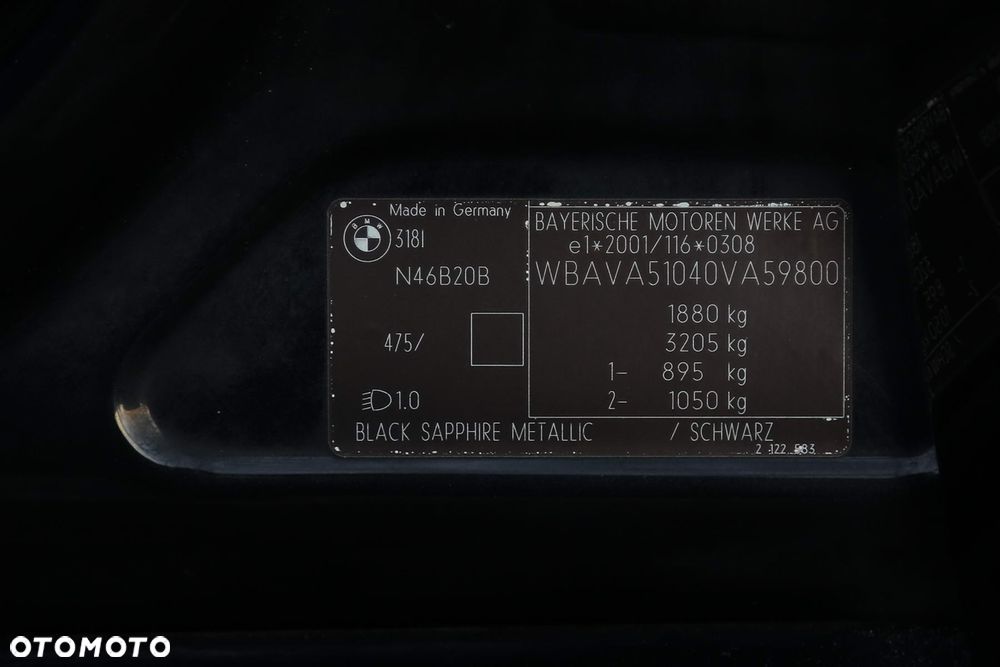 Made in Germany
BMW
318I
N46B20B
475/
1.0
BAYERISCHE MOTOREN WERKE AG
e1*2001/116*0308
WBAVA51040VA59800
1880 kg
3205 kg
1- 895 kg
2- 1050 kg
BLACK SAPPHIRE METALLIC / SCHWARZ
OTOMOTO